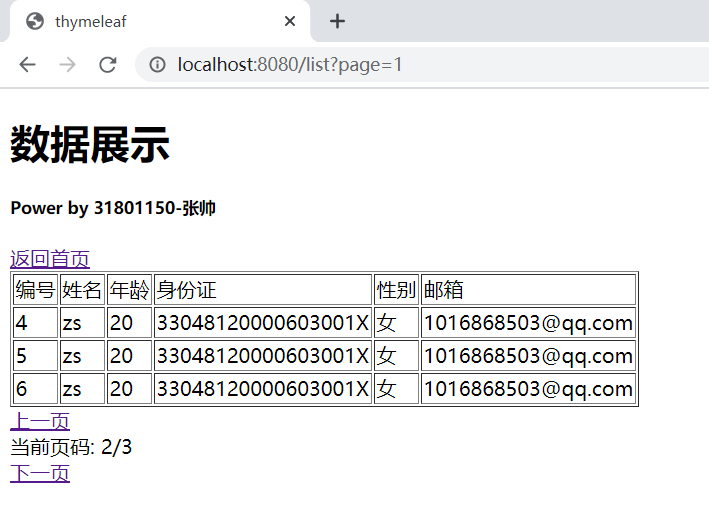 thymeleaf
localhost:8080/list?page=1
数据展示
Power by 31801150-张帅
返回首页
编号 姓名 年龄 身份证 性别 邮箱
4 zs 20 33048120000603001X 女 1016868503@qq.com
5 zs 20 33048120000603001X 女 1016868503@qq.com
6 zs 20 33048120000603001X 女 1016868503@qq.com
上一页
当前页码: 2/3
下一页